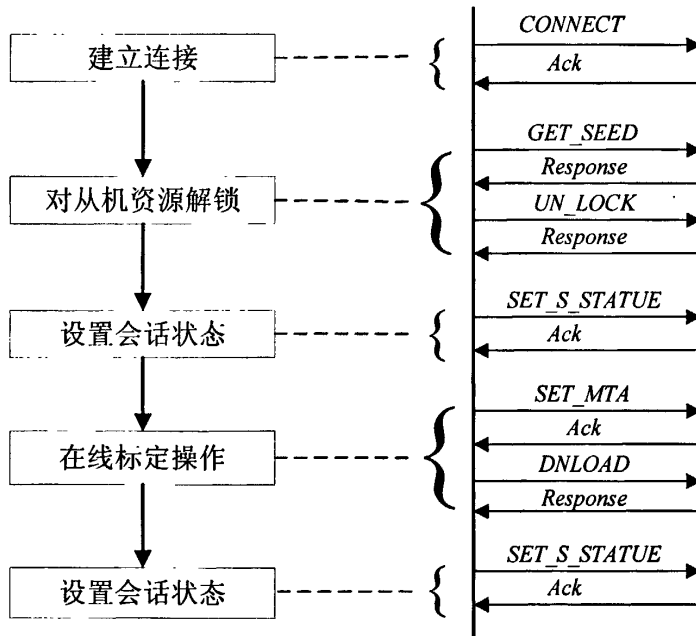 建立连接
CONNECT
Ack
对从机资源解锁
GET_SEED
Response
UN_LOCK
Response
设置会话状态
SET_S_STATUE
Ack
在线标定操作
SET_MTA
Ack
DNLOAD
Response
设置会话状态
SET_S_STATUE
Ack